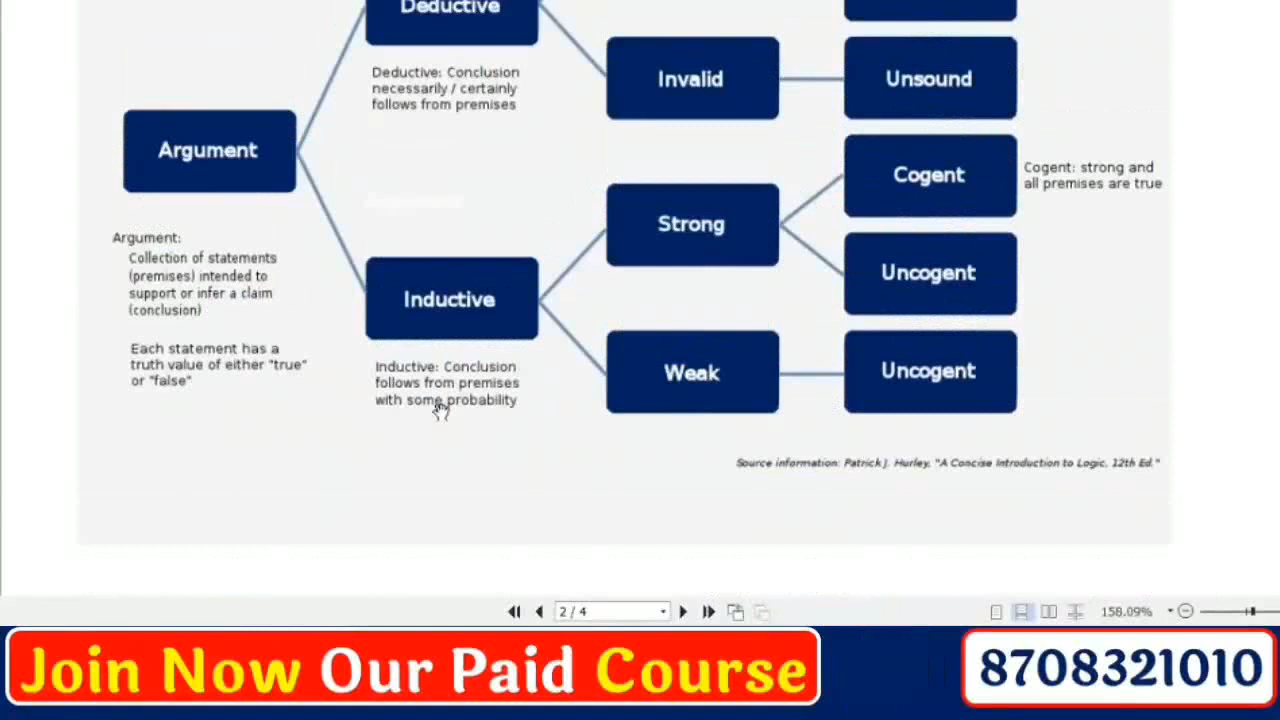 Deductive
Deductive: Conclusion
necessarily / certainly
follows from premises
Invalid
Unsound
Argument
Cogent
Cogent: strong and
all premises are true
Strong
Argument:
Collection of statements
(premises) intended to
support or infer a claim
(conclusion)
Uncogent
Inductive
Each statement has a
truth value of either "true"
or "false"
Inductive: Conclusion
follows from premises
with some probability
Weak
Uncogent
Source information: Patrick J. Hurley, "A Concise Introduction to Logic, 12th Ed."
2 / 4
158.09%
Join Now Our Paid Course
8708321010